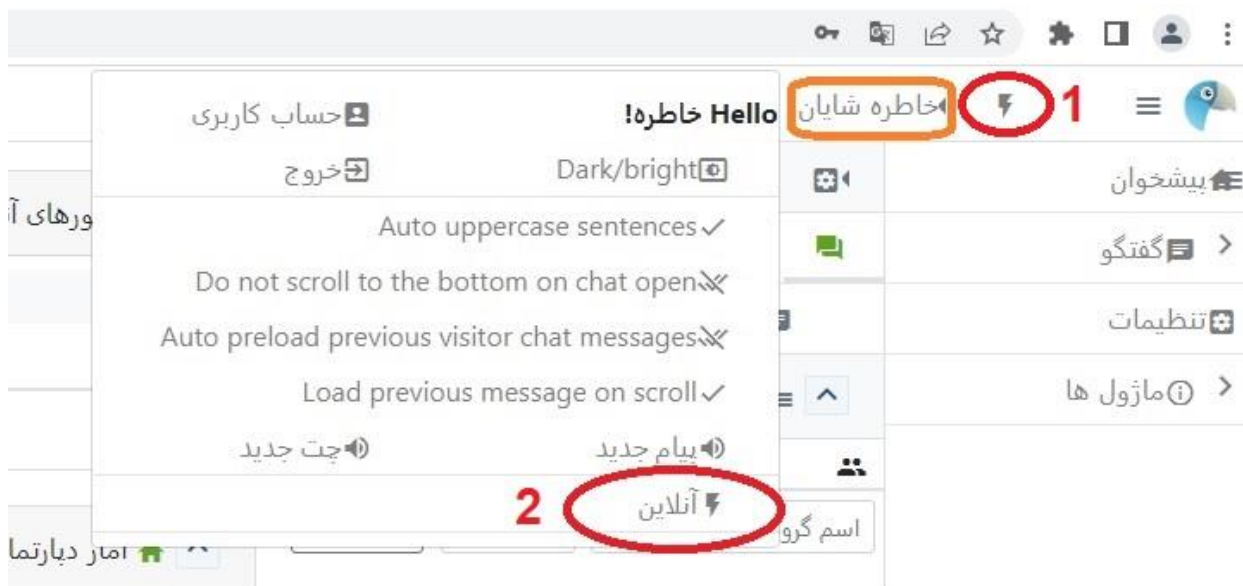 خاطره شایان
1
Hello خاطره!
حساب کاربری
Dark/bright
خروج
پیشخوان
ورهای آ
Auto uppercase sentences
گفتگو
Do not scroll to the bottom on chat open
تنظیمات
Auto preload previous visitor chat messages
ماژول ها
Load previous message on scroll
پیام جدید
چت جدید
آنلاین
2
اسم گرو
آمار دپارتما